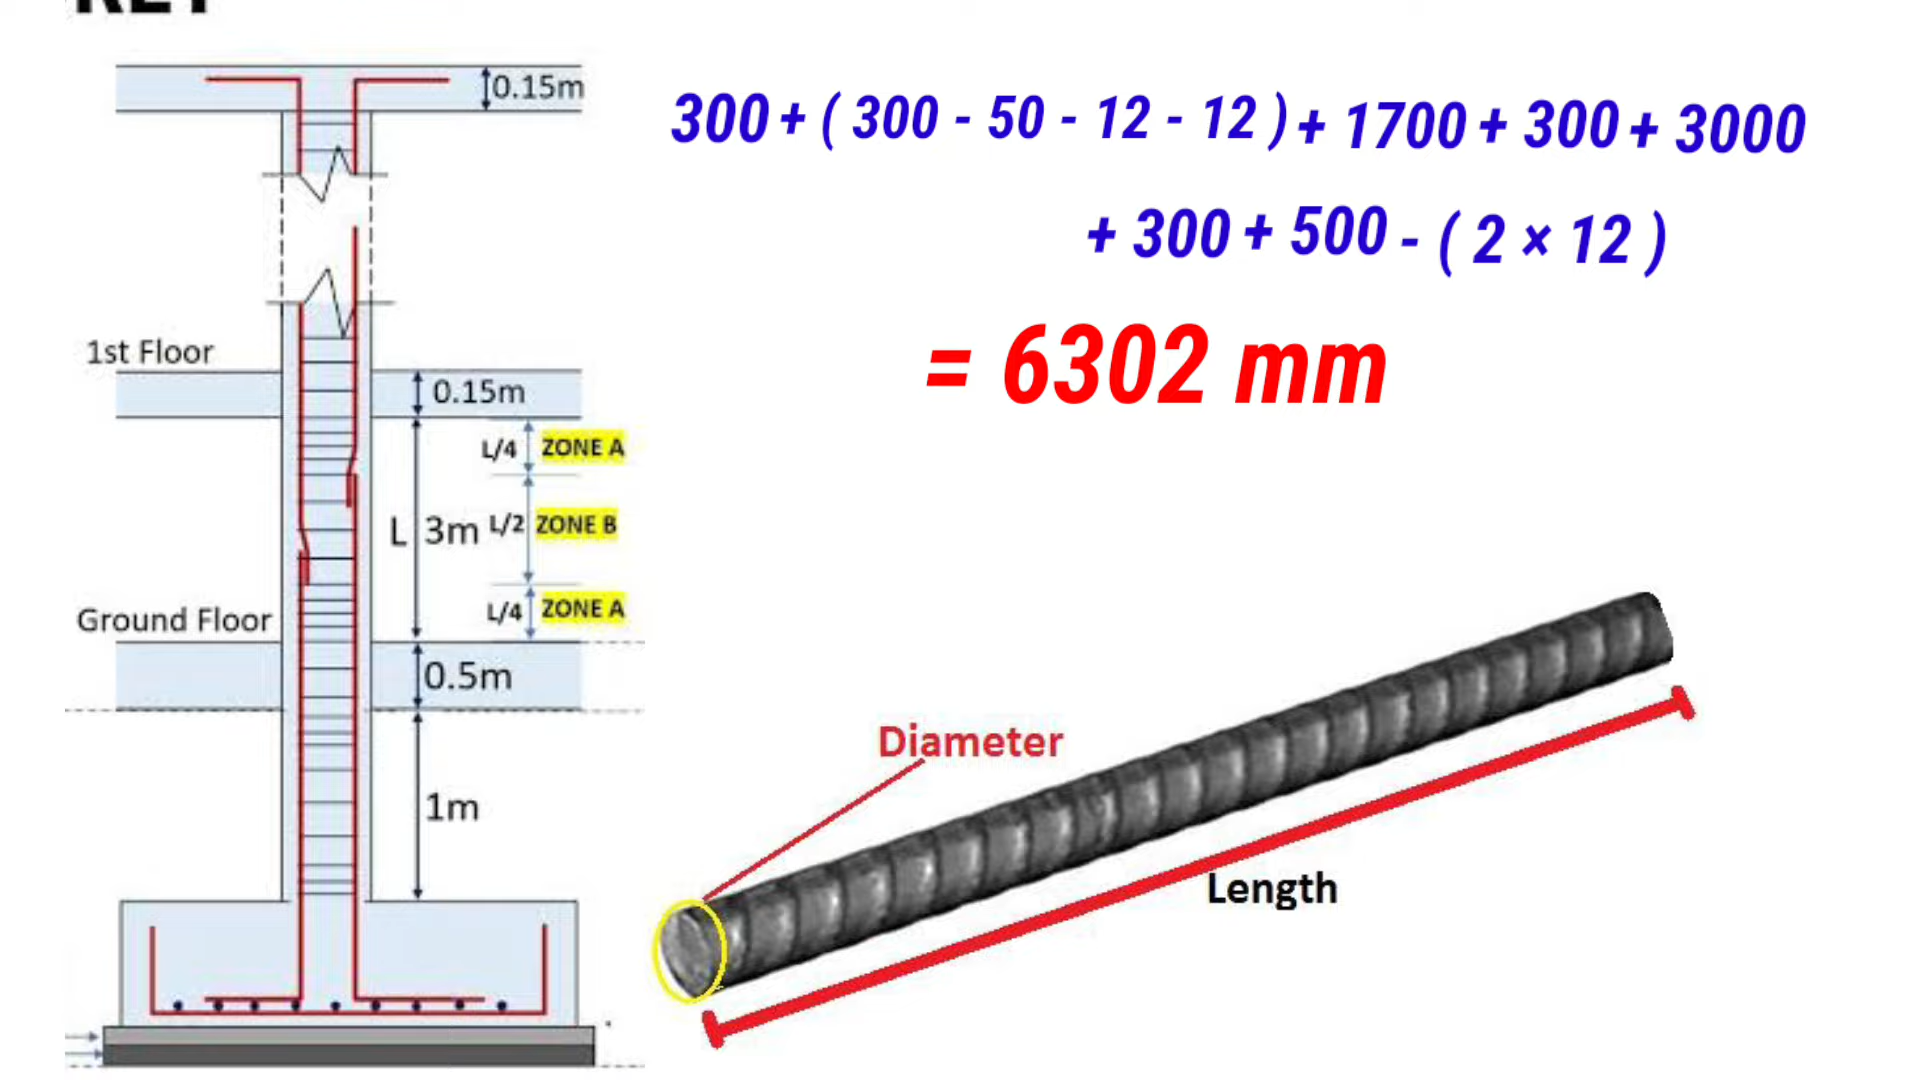 0.15m
300 + ( 300 - 50 - 12 - 12 ) + 1700 + 300 + 3000
+ 300 + 500 - ( 2 × 12 )
= 6302 mm
1st Floor
0.15m
L/4 ZONE A
L 3m L/2 ZONE B
L/4 ZONE A
Ground Floor
0.5m
1m
Diameter
Length